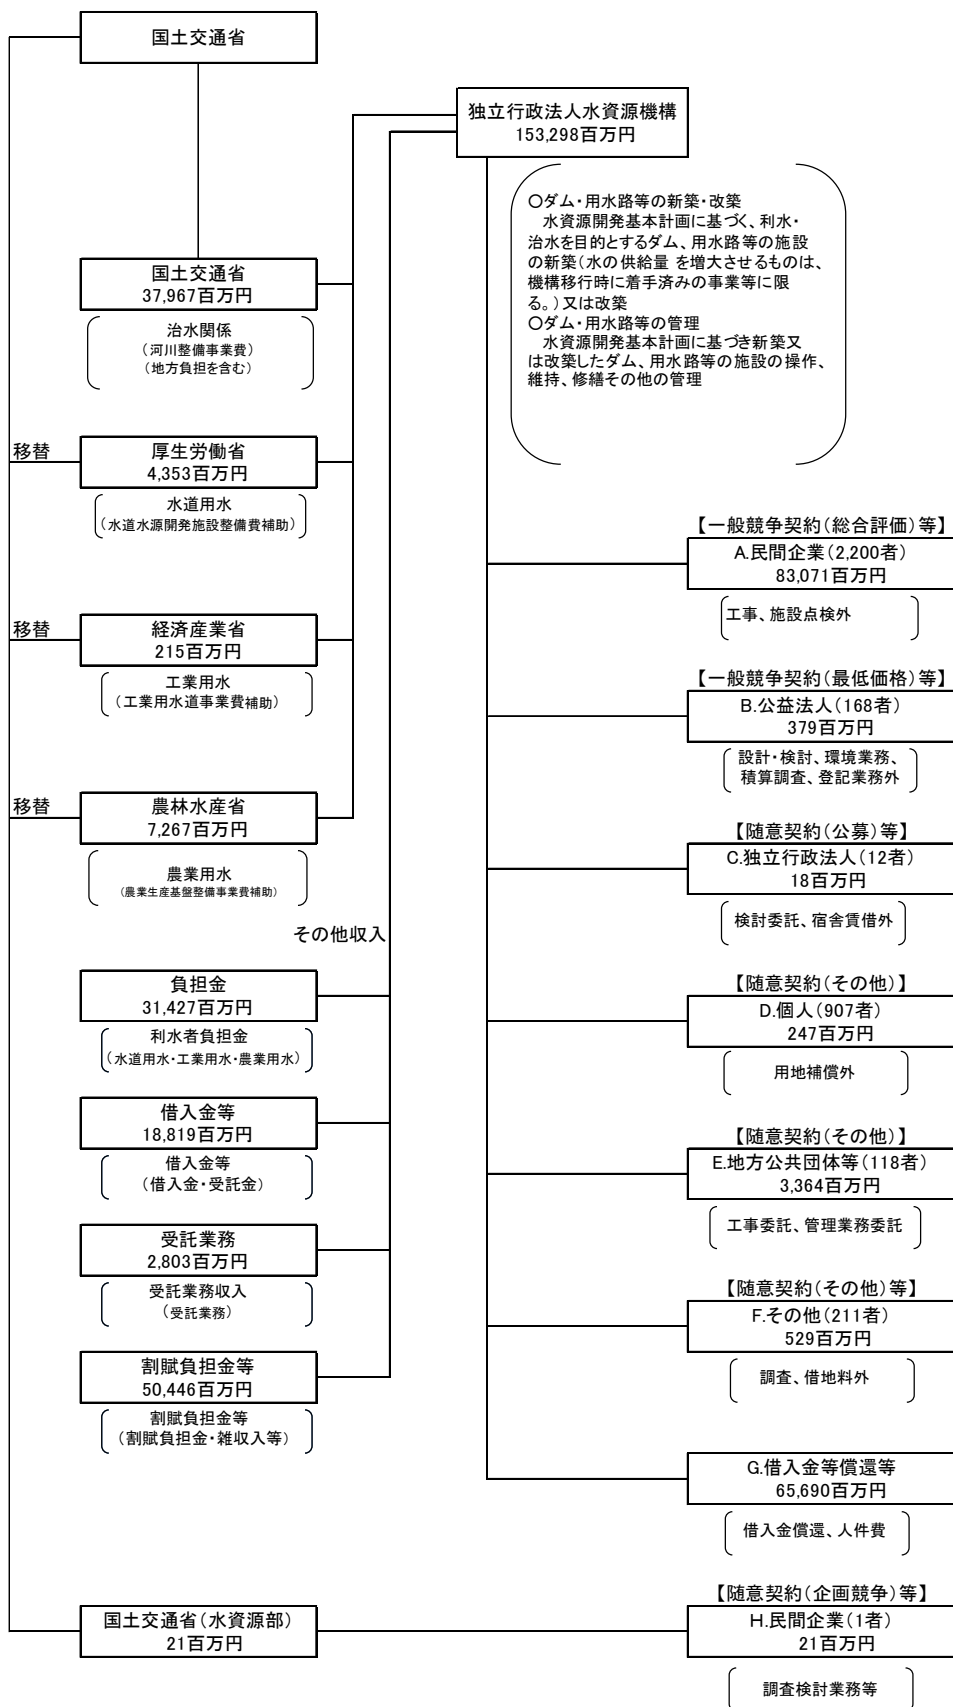 国土交通省
独立行政法人水資源機構
153,298百万円
○ダム・用水路等の新築・改築
水資源開発基本計画に基づく、利水・
治水を目的とするダム、用水路等の施設
の新築(水の供給量 を増大させるものは、
機構移行時に着手済みの事業等に限
る。)又は改築
○ダム・用水路等の管理
水資源開発基本計画に基づき新築又
は改築したダム、用水路等の施設の操作、
維持、修繕その他の管理
国土交通省
37,967百万円
治水関係
(河川整備事業費)
(地方負担を含む)
移替
厚生労働省
4,353百万円
水道用水
(水道水源開発施設整備費補助)
移替
経済産業省
215百万円
工業用水
(工業用水道事業費補助)
移替
農林水産省
7,267百万円
農業用水
(農業生産基盤整備事業費補助)
その他収入
負担金
31,427百万円
利水者負担金
(水道用水・工業用水・農業用水)
借入金等
18,819百万円
借入金等
(借入金・受託金)
受託業務
2,803百万円
受託業務収入
(受託業務)
割賦負担金等
50,446百万円
割賦負担金等
(割賦負担金・雑収入等)
【一般競争契約(総合評価)等】
A.民間企業(2,200者)
83,071百万円
工事、施設点検外
【一般競争契約(最低価格)等】
B.公益法人(168者)
379百万円
設計・検討、環境業務、
積算調査、登記業務外
【随意契約(公募)等】
C.独立行政法人(12者)
18百万円
検討委託、宿舎賃借外
【随意契約(その他)】
D.個人(907者)
247百万円
用地補償外
【随意契約(その他)】
E.地方公共団体等(118者)
3,364百万円
工事委託、管理業務委託
【随意契約(その他)等】
F.その他(211者)
529百万円
調査、借地料外
G.借入金等償還等
65,690百万円
借入金償還、人件費
国土交通省(水資源部)
21百万円
【随意契約(企画競争)等】
H.民間企業(1者)
21百万円
調査検討業務等